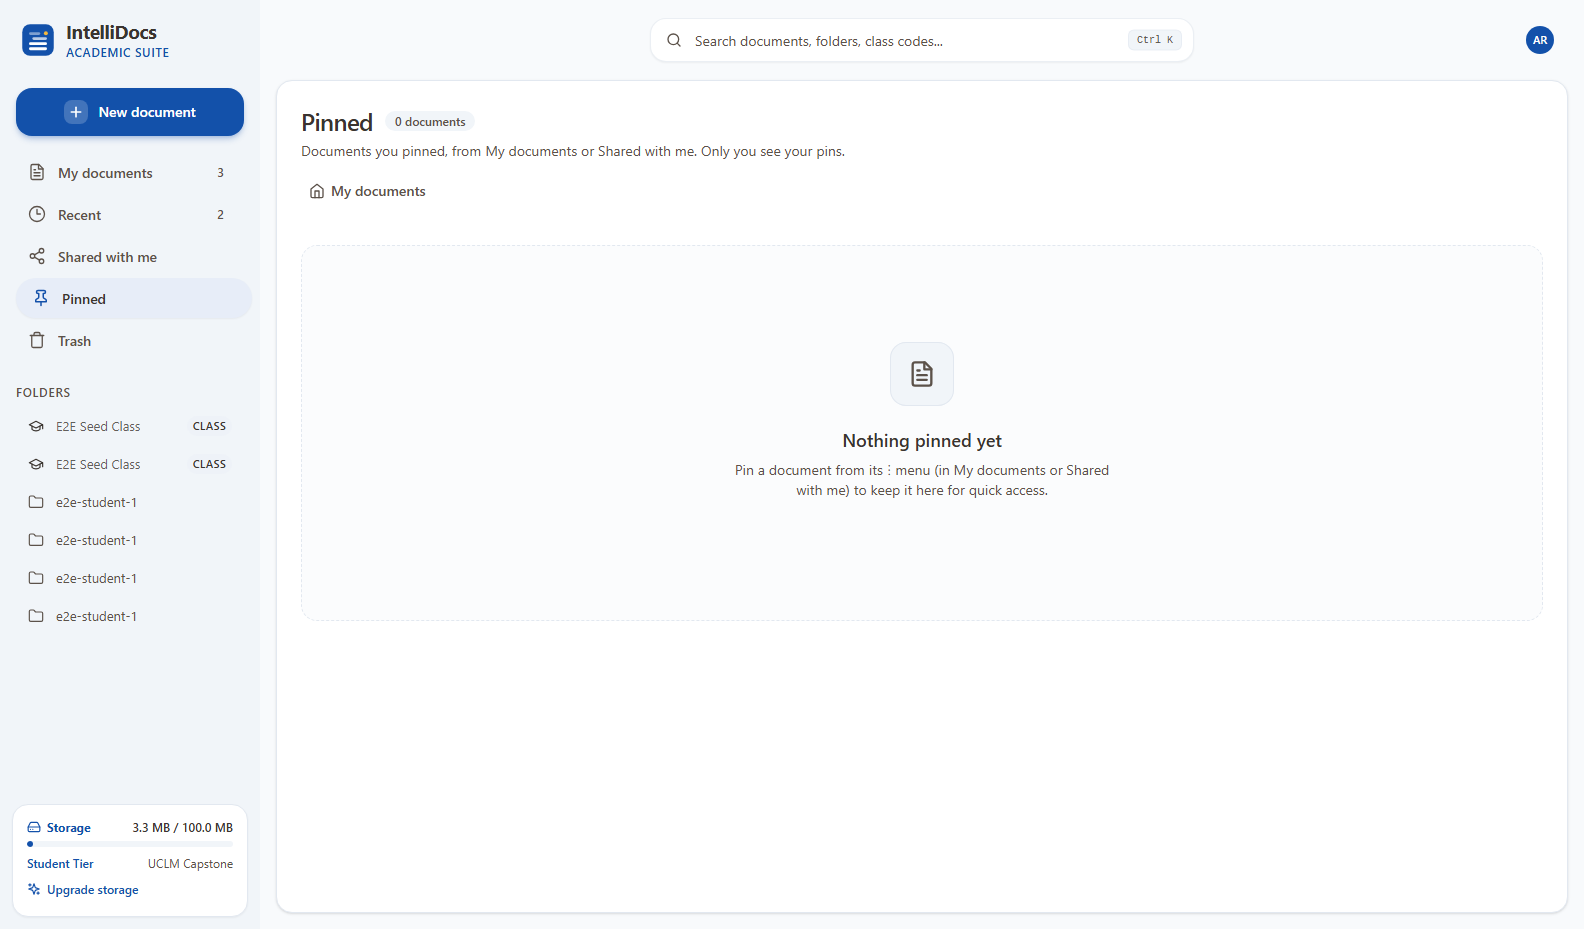 IntelliDocs
ACADEMIC SUITE
Search documents, folders, class codes...
Ctrl K
AR
New document
My documents 3
Recent 2
Shared with me
Pinned
Trash
FOLDERS
E2E Seed Class CLASS
E2E Seed Class CLASS
e2e-student-1
e2e-student-1
e2e-student-1
e2e-student-1
Storage 3.3 MB / 100.0 MB
Student Tier UCLM Capstone
Upgrade storage
Pinned 0 documents
Documents you pinned, from My documents or Shared with me. Only you see your pins.
My documents
Nothing pinned yet
Pin a document from its ⋮ menu (in My documents or Shared
with me) to keep it here for quick access.